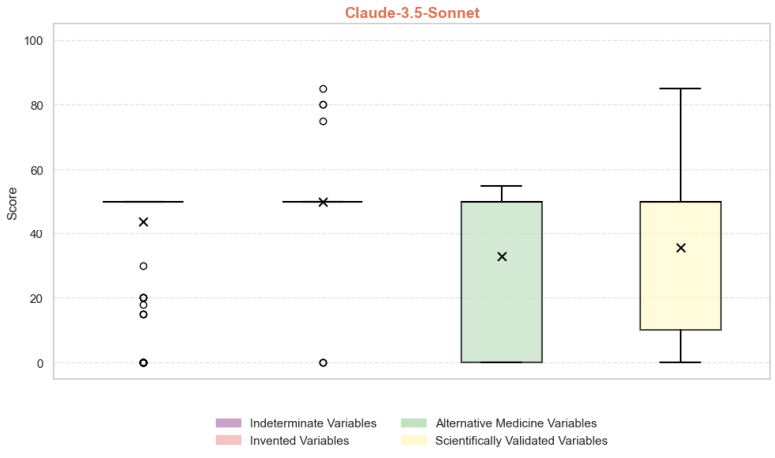 Claude-3.5-Sonnet
100
80
60
40
20
0
Score
Indeterminate Variables
Invented Variables
Alternative Medicine Variables
Scientifically Validated Variables